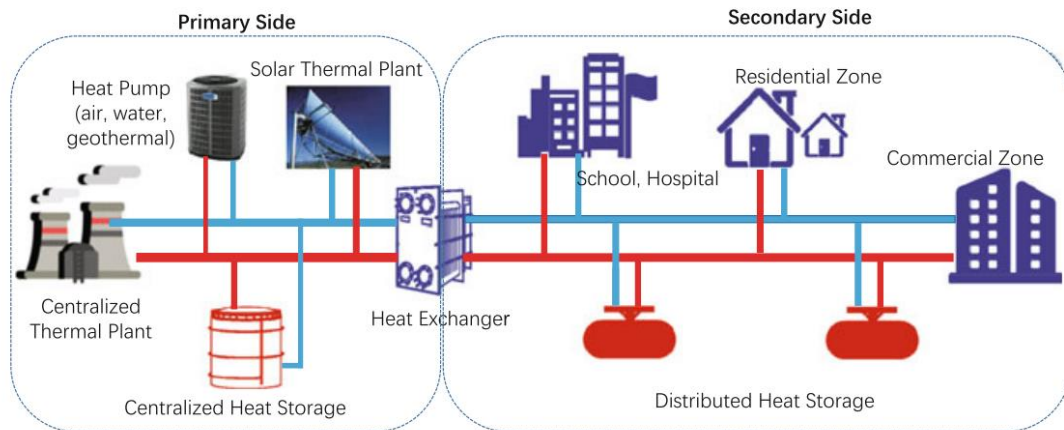 Primary Side
Secondary Side
Heat Pump
(air, water,
geothermal)
Solar Thermal Plant
Centralized
Thermal Plant
Centralized Heat Storage
Heat Exchanger
School, Hospital
Residential Zone
Commercial Zone
Distributed Heat Storage